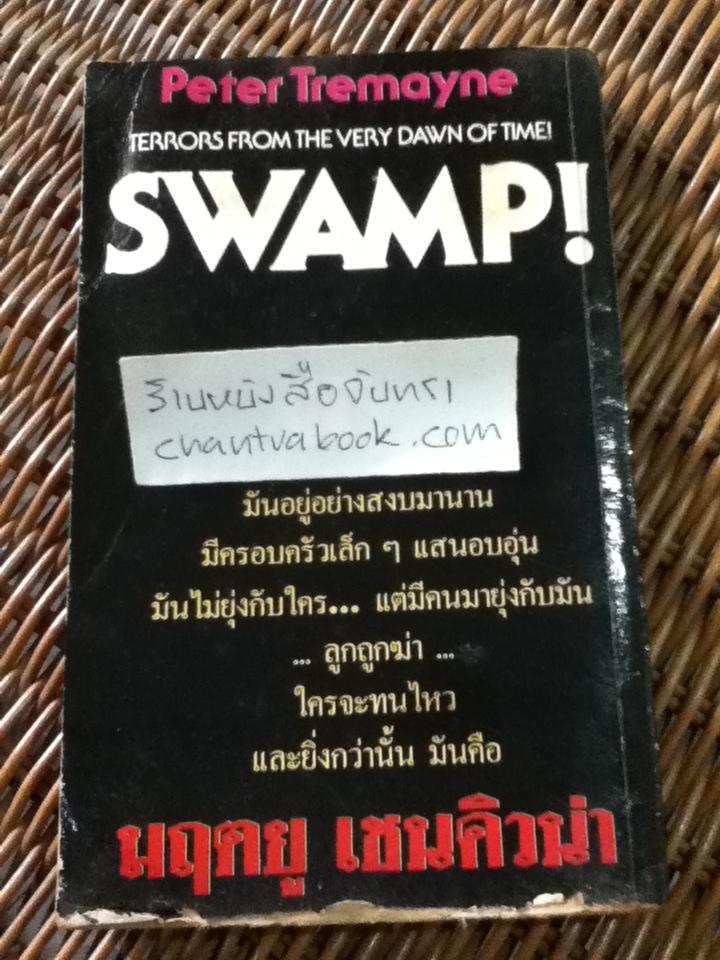 Peter Tremayne
TERRORS FROM THE VERY DAWN OF TIME!
SWAMP!
ร้านหนังสือจันทรา
chantrabook.com
มันอยู่อย่างสงบมานาน
มีครอบครัวเล็ก ๆ แสนอบอุ่น
มันไม่ยุ่งกับใคร... แต่มีคนมายุ่งกับมัน
... ลูกถูกฆ่า ...
ใครจะทนไหว
และยิ่งกว่านั้น มันคือ
มฤตยู เซนคิวน่า